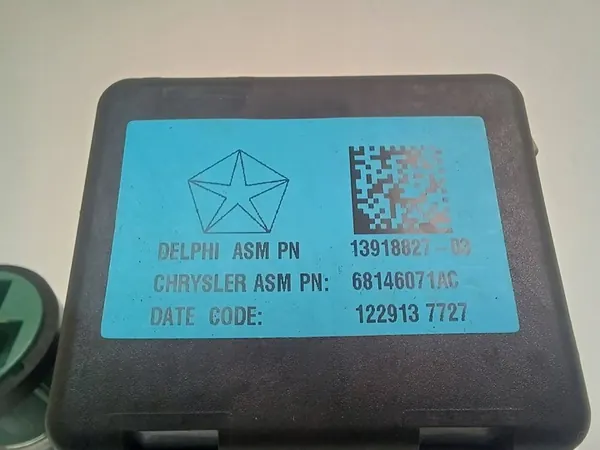 DELPHI ASM PN 13918827-03
CHRYSLER ASM PN: 68146071AC
DATE CODE: 122913 7727